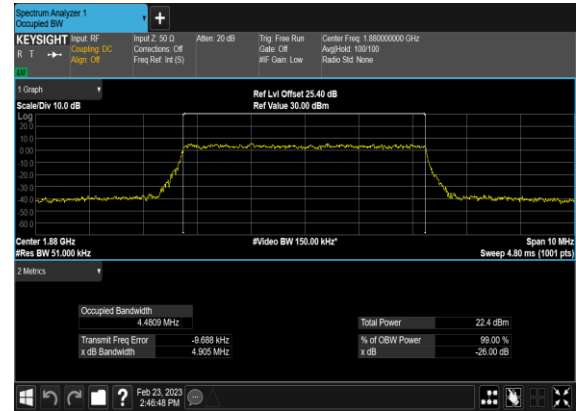 Spectrum Analyzer 1
Occupied BW
KEYSIGHT Input: RF Input Z: 50 Ω Atten: 20 dB Trig: Free Run Center Freq: 1.880000000 GHz
R T Coupling: DC Corrections: Off Gate: Off Avg|Hold: 100/100
Align: Off Freq Ref: Int (S) #IF Gain: Low Radio Std: None
LW
1 Graph
Ref Lvl Offset 25.40 dB
Scale/Div 10.0 dB Ref Value 30.00 dBm
Log
20.0
10.0
0.00
-10.0
-20.0
-30.0
-40.0
-50.0
-60.0
Center 1.88 GHz #Video BW 150.00 kHz* Span 10 MHz
#Res BW 51.000 kHz Sweep 4.80 ms (1001 pts)
2 Metrics
Occupied Bandwidth
4.4809 MHz Total Power 22.4 dBm
Transmit Freq Error -9.688 kHz % of OBW Power 99.00 %
x dB Bandwidth 4.905 MHz x dB -26.00 dB
? Feb 23, 2023
2:46:48 PM